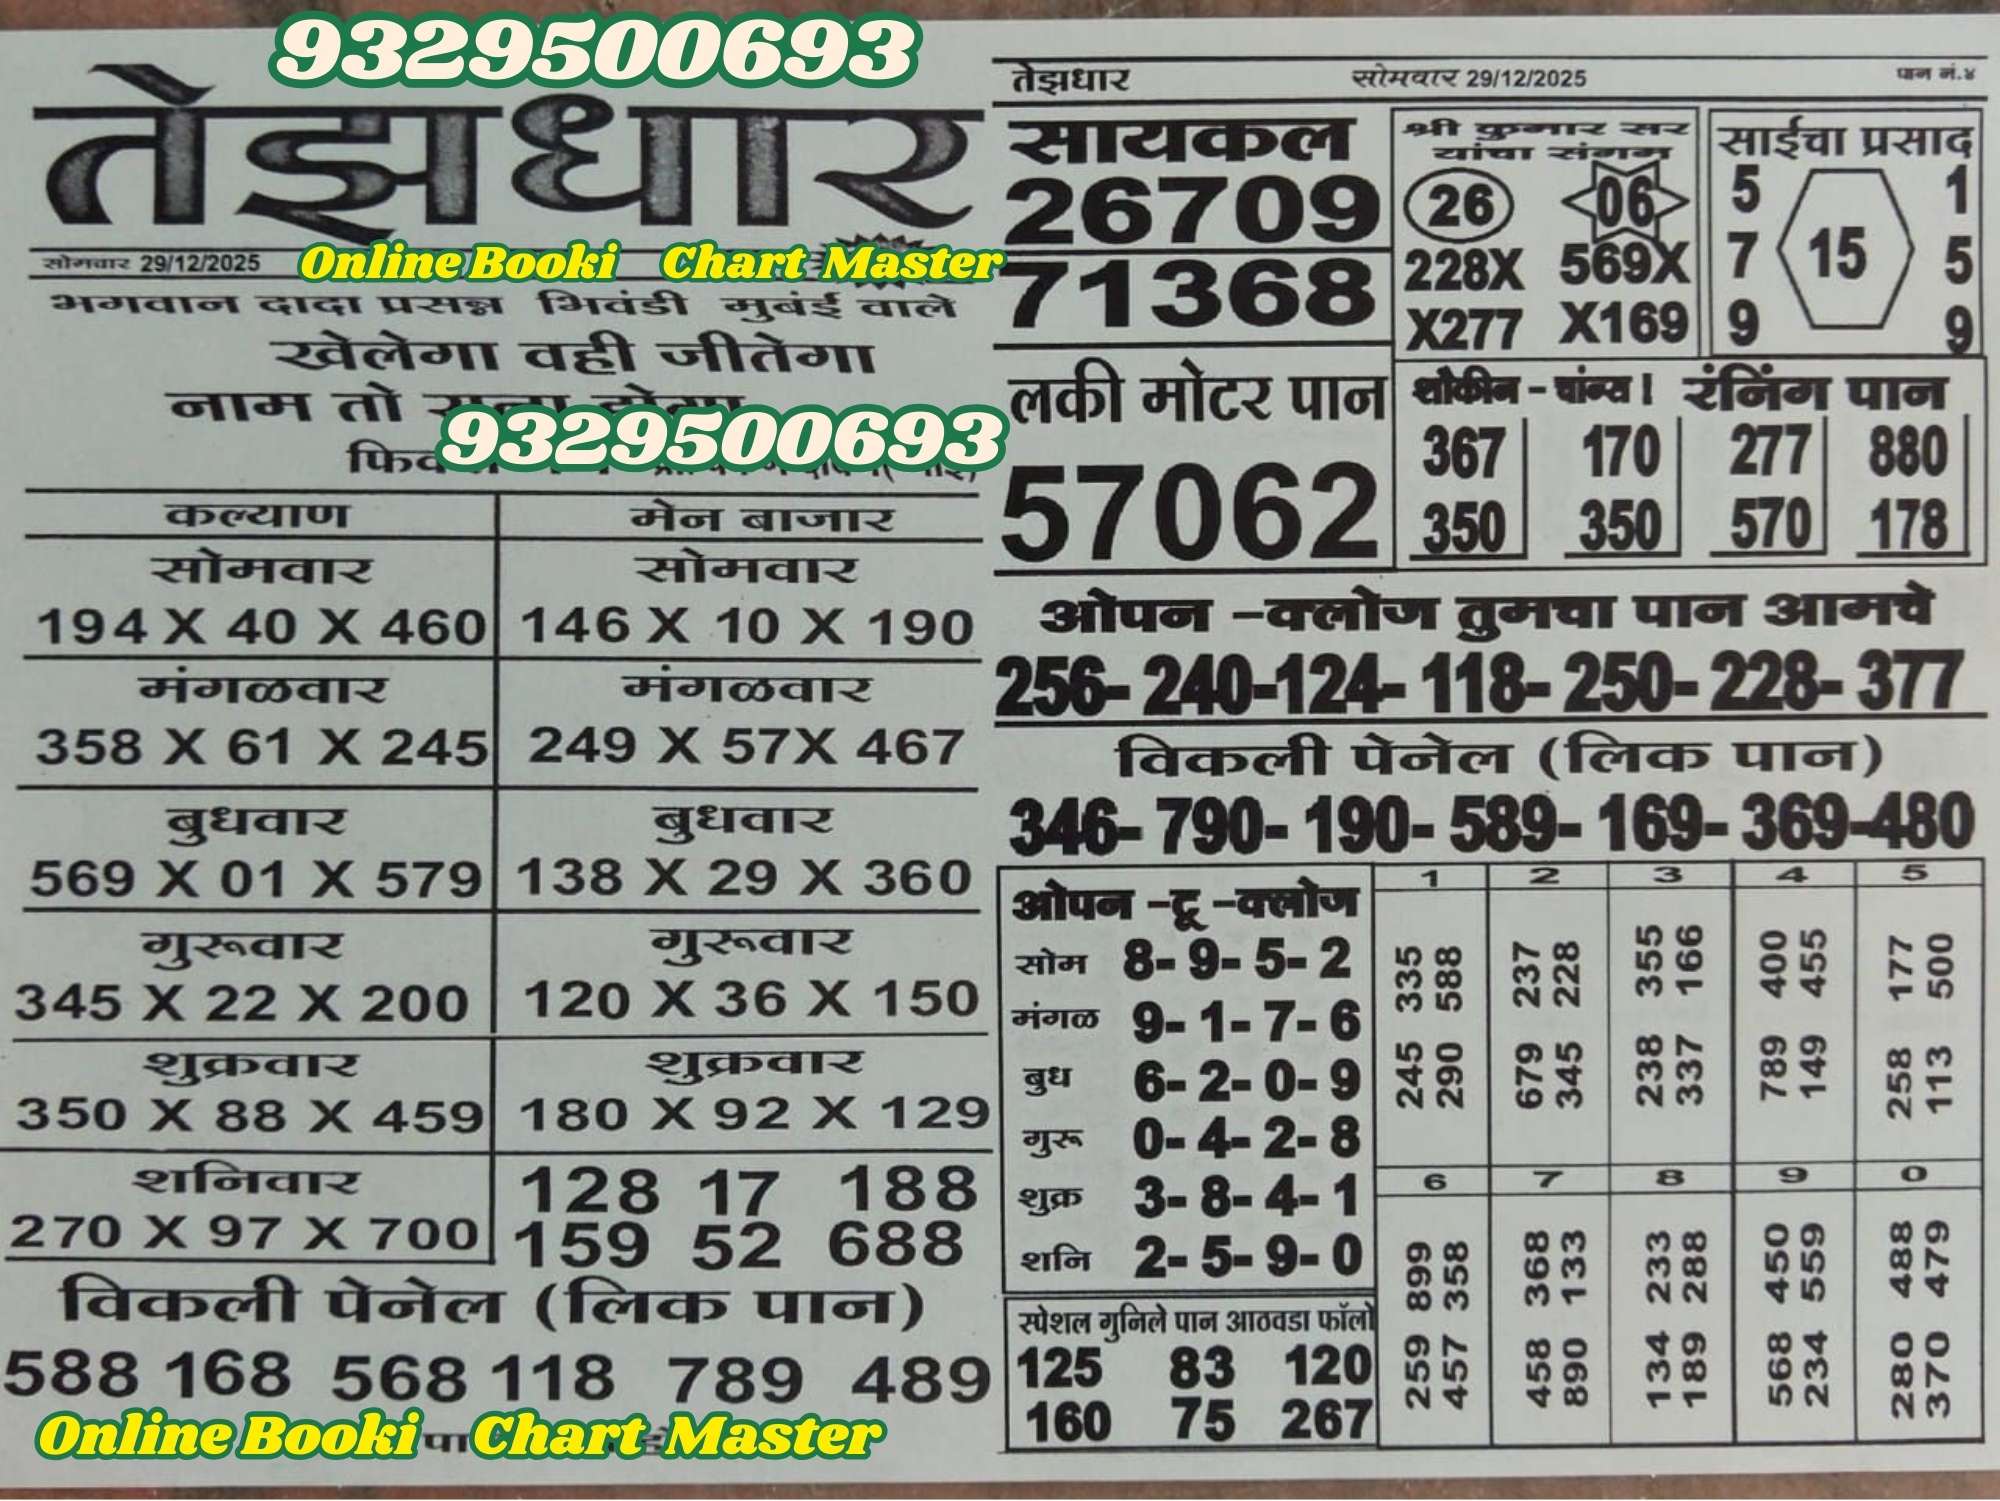 9329500693
तेझधार
सोमवार 29/12/2025
Online Booki Chart Master
भगवान दादा प्रसन्न भिवंडी मुबंई वाले
खेलेगा वही जीतेगा
नाम तो
9329500693
कल्याण मेन बाजार
सोमवार सोमवार
194 X 40 X 460 146 X 10 X 190
मंगळवार मंगळवार
358 X 61 X 245 249 X 57X 467
बुधवार बुधवार
569 X 01 X 579 138 X 29 X 360
गुरूवार गुरूवार
345 X 22 X 200 120 X 36 X 150
शुक्रवार शुक्रवार
350 X 88 X 459 180 X 92 X 129
शनिवार 128 17 188
270 X 97 X 700 159 52 688
विकली पेनेल (लिक पान)
588 168 568 118 789 489
Online Booki Chart Master
तेझधार सोमवार 29/12/2025 पान नं.४
सायकल
26709
71368
श्री कुमार सर
यांचा संगम
26 06
228X 569X
X277 X169
साईचा प्रसाद
5 1
7 15 5
9 9
लकी मोटर पान
57062
शौकीन - चांन्स ! रंनिंग पान
367 170 277 880
350 350 570 178
ओपन -क्लोज तुमचा पान आमचे
256- 240-124- 118- 250- 228- 377
विकली पेनेल (लिक पान)
346- 790- 190- 589- 169- 369-480
ओपन -टू -क्लोज
सोम 8- 9- 5- 2
मंगळ 9- 1- 7- 6
बुध 6- 2- 0- 9
गुरू 0- 4- 2- 8
शुक्र 3- 8- 4- 1
शनि 2- 5- 9- 0
स्पेशल गुनिले पान आठवडा फॉलो
125 83 120
160 75 267
1 2 3 4 5
335 588 237 228 355 166 400 455 177 500
245 290 679 345 238 337 789 149 258 113
6 7 8 9 0
899 358 368 133 233 288 450 559 488 479
259 457 458 890 134 189 568 234 280 370